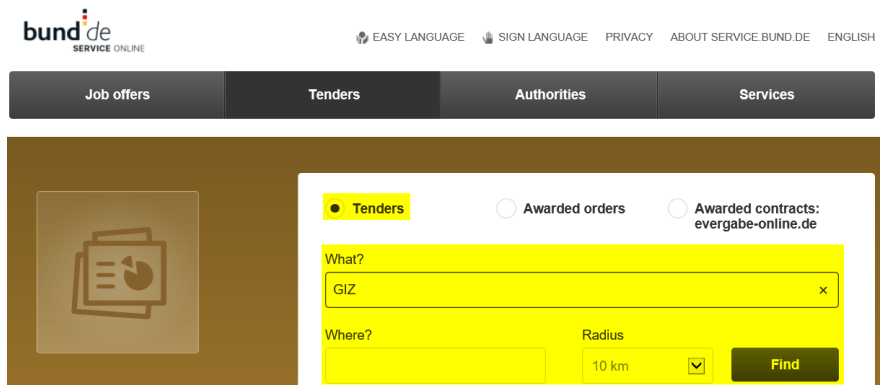 bund.de
SERVICE ONLINE
EASY LANGUAGE SIGN LANGUAGE PRIVACY ABOUT SERVICE.BUND.DE ENGLISH
Job offers Tenders Authorities Services
Tenders Awarded orders Awarded contracts:
evergabe-online.de
What?
GIZ ×
Where? Radius
10 km Find